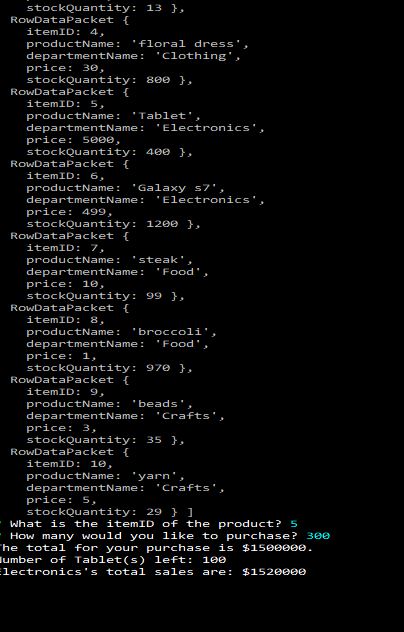 stockQuantity: 13 },
RowDataPacket {
itemID: 4,
productName: 'floral dress',
departmentName: 'Clothing',
price: 30,
stockQuantity: 800 },
RowDataPacket {
itemID: 5,
productName: 'Tablet',
departmentName: 'Electronics',
price: 5000,
stockQuantity: 400 },
RowDataPacket {
itemID: 6,
productName: 'Galaxy s7',
departmentName: 'Electronics',
price: 499,
stockQuantity: 1200 },
RowDataPacket {
itemID: 7,
productName: 'steak',
departmentName: 'Food',
price: 10,
stockQuantity: 99 },
RowDataPacket {
itemID: 8,
productName: 'broccoli',
departmentName: 'Food',
price: 1,
stockQuantity: 970 },
RowDataPacket {
itemID: 9,
productName: 'beads',
departmentName: 'Crafts',
price: 3,
stockQuantity: 35 },
RowDataPacket {
itemID: 10,
productName: 'yarn',
departmentName: 'Crafts',
price: 5,
stockQuantity: 29 } ]
? What is the itemID of the product? 5
? How many would you like to purchase? 300
The total for your purchase is $1500000.
Number of Tablet(s) left: 100
Electronics's total sales are: $1520000